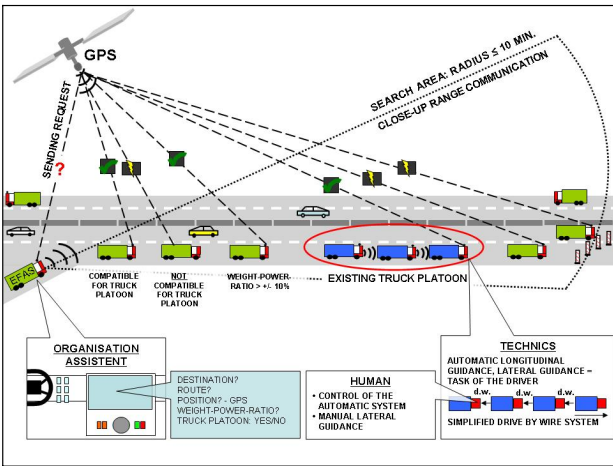 GPS
SEARCH AREA: RADIUS ≤ 10 MIN.
CLOSE-UP RANGE COMMUNICATION
SENDING REQUEST
?
EFAS
COMPATIBLE
FOR TRUCK
PLATOON
NOT
COMPATIBLE
FOR TRUCK
PLATOON
WEIGHT-POWER-
RATIO > +/- 10%
EXISTING TRUCK PLATOON
ORGANISATION
ASSISTENT
DESTINATION?
ROUTE?
POSITION? - GPS
WEIGHT-POWER-RATIO?
TRUCK PLATOON: YES/NO
HUMAN
• CONTROL OF THE
AUTOMATIC SYSTEM
• MANUAL LATERAL
GUIDANCE
TECHNICS
AUTOMATIC LONGITUDINAL
GUIDANCE, LATERAL GUIDANCE =
TASK OF THE DRIVER
d.w. d.w. d.w.
SIMPLIFIED DRIVE BY WIRE SYSTEM